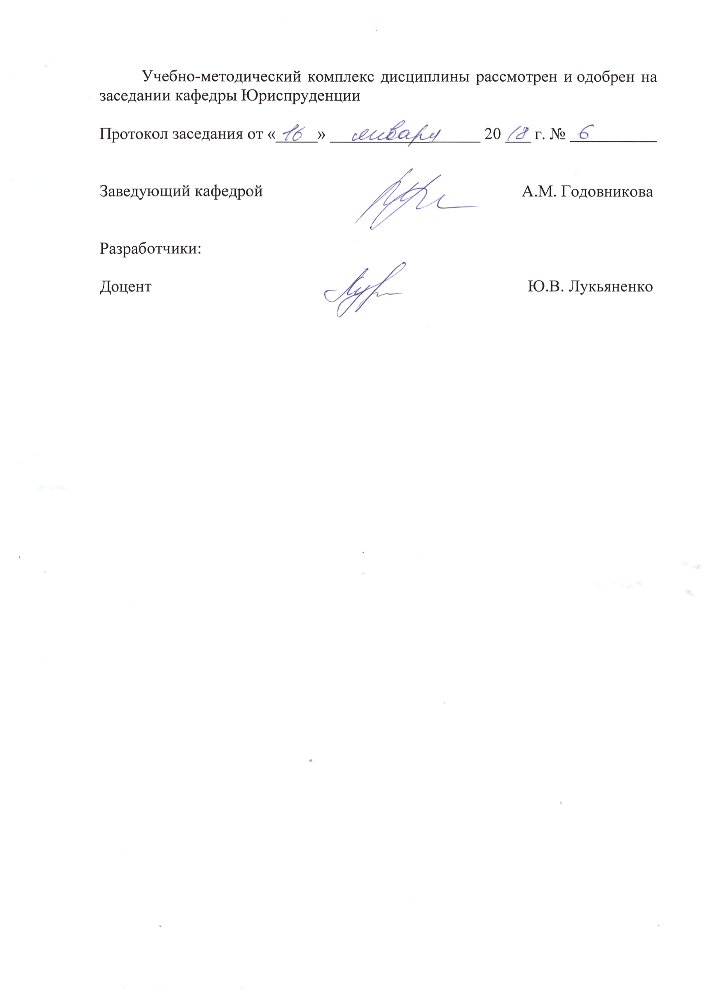 Учебно-методический комплекс дисциплины рассмотрен и одобрен на
заседании кафедры Юриспруденции
Протокол заседания от «16» января 2018 г. № 6
Заведующий кафедрой А.М. Годовникова
Разработчики:
Доцент Ю.В. Лукьяненко